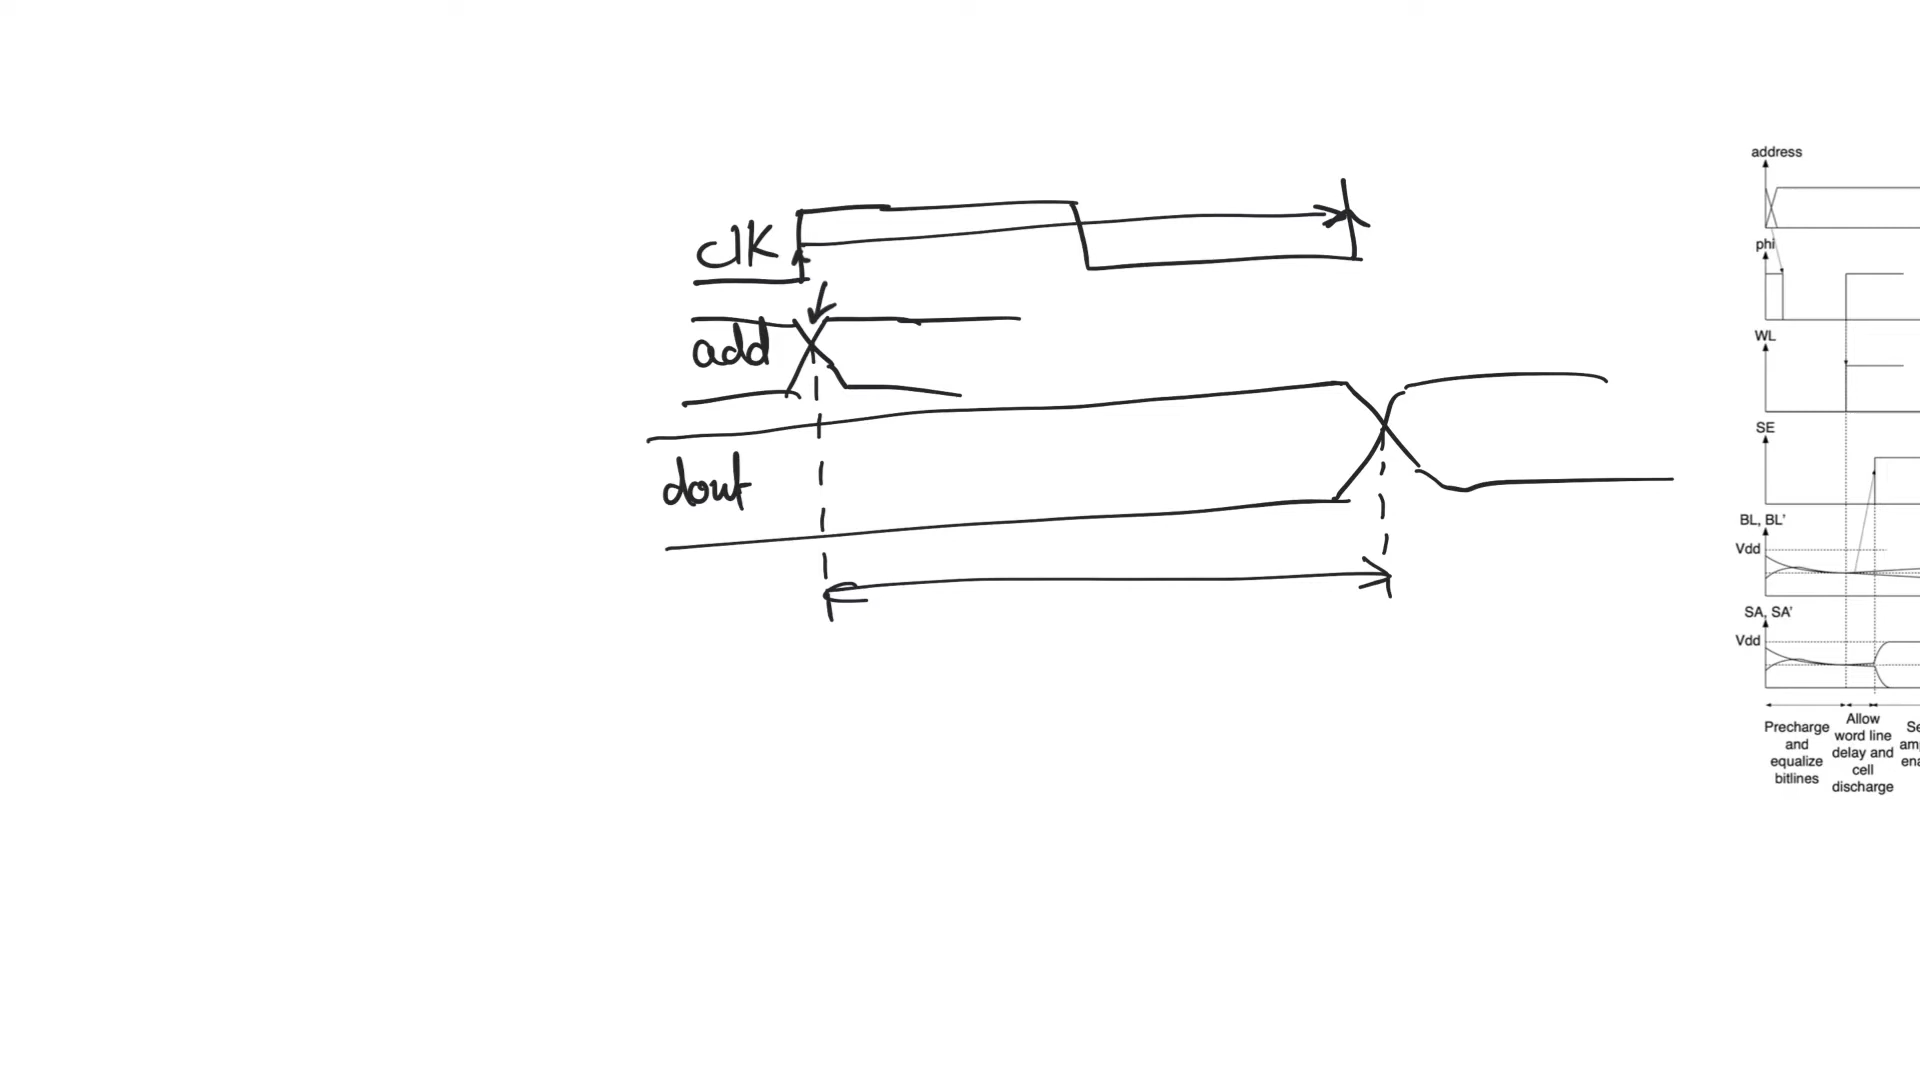 clk
add
dout
address
phi
WL
SE
BL, BL'
Vdd
SA, SA'
Vdd
Precharge
and
equalize
bitlines
Allow
word line
delay and
cell
discharge